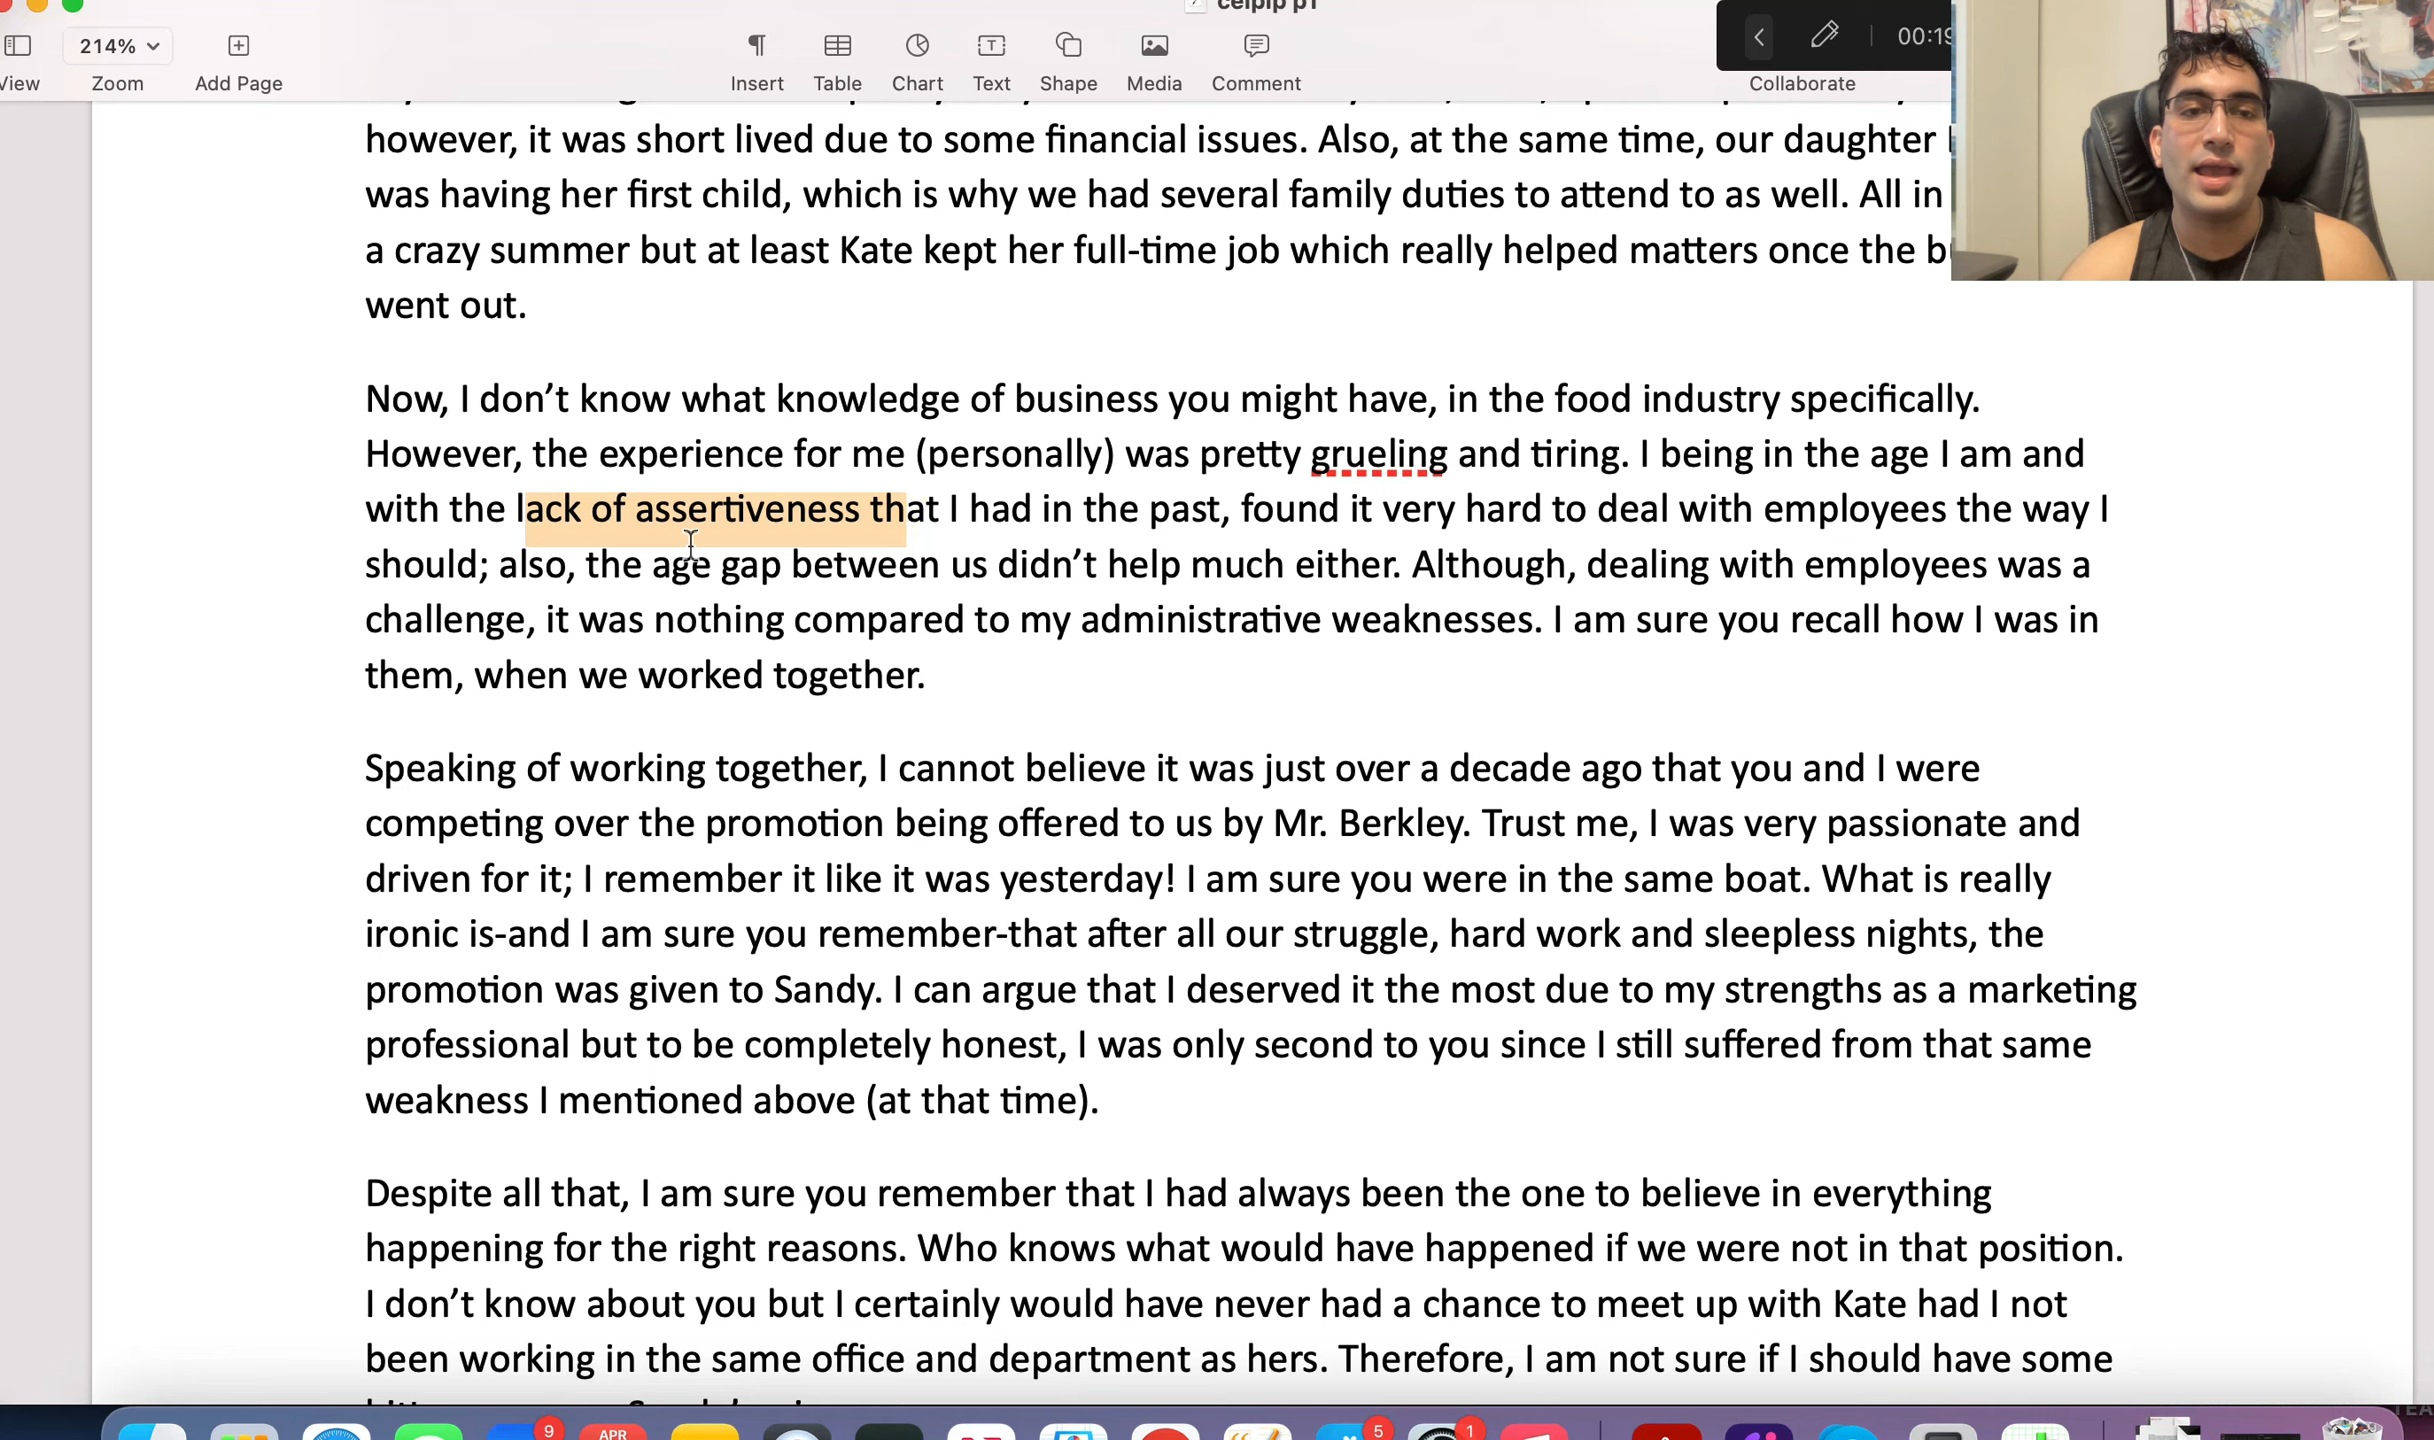 celpip p1
214%
View
Zoom
Add Page
Insert
Table
Chart
Text
Shape
Media
Comment
00:19
Collaborate
however, it was short lived due to some financial issues. Also, at the same time, our daughter
was having her first child, which is why we had several family duties to attend to as well. All in
a crazy summer but at least Kate kept her full-time job which really helped matters once the
went out.
Now, I don’t know what knowledge of business you might have, in the food industry specifically.
However, the experience for me (personally) was pretty grueling and tiring. I being in the age I am and
with the lack of assertiveness that I had in the past, found it very hard to deal with employees the way I
should; also, the age gap between us didn’t help much either. Although, dealing with employees was a
challenge, it was nothing compared to my administrative weaknesses. I am sure you recall how I was in
them, when we worked together.
Speaking of working together, I cannot believe it was just over a decade ago that you and I were
competing over the promotion being offered to us by Mr. Berkley. Trust me, I was very passionate and
driven for it; I remember it like it was yesterday! I am sure you were in the same boat. What is really
ironic is-and I am sure you remember-that after all our struggle, hard work and sleepless nights, the
promotion was given to Sandy. I can argue that I deserved it the most due to my strengths as a marketing
professional but to be completely honest, I was only second to you since I still suffered from that same
weakness I mentioned above (at that time).
Despite all that, I am sure you remember that I had always been the one to believe in everything
happening for the right reasons. Who knows what would have happened if we were not in that position.
I don’t know about you but I certainly would have never had a chance to meet up with Kate had I not
been working in the same office and department as hers. Therefore, I am not sure if I should have some
9
APR
5
1